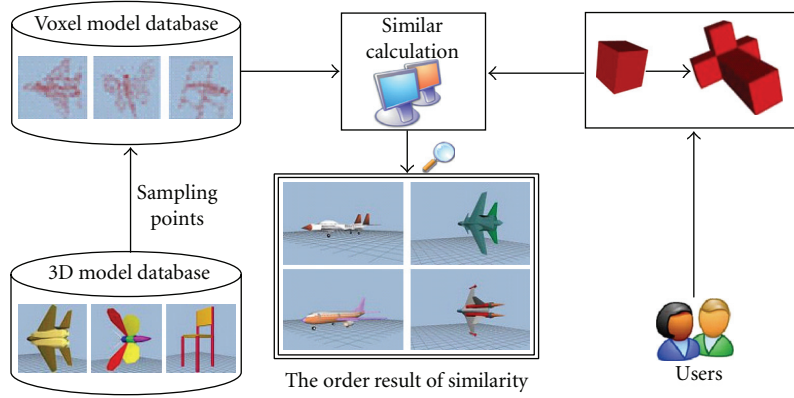 Voxel model database
Similar
calculation
Sampling
points
3D model database
The order result of similarity
Users